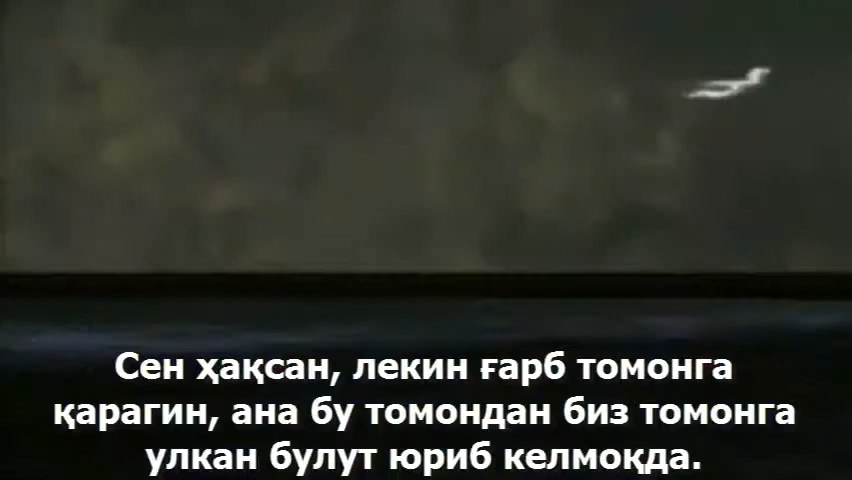 Сен ҳақсан, лекин ғарб томонга
қарагин, ана бу томондан биз томонга
улкан булут юриб келмоқда.